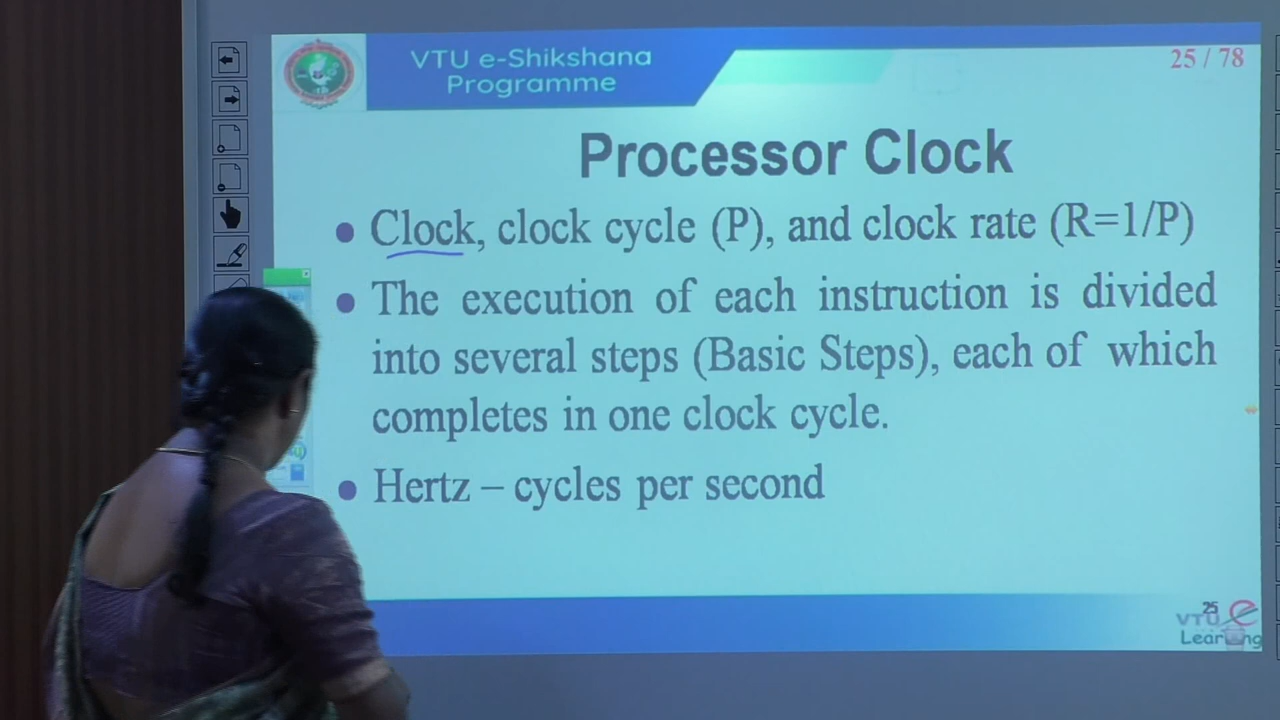 VTU e-Shikshana
Programme
25 / 78
Processor Clock
• Clock, clock cycle (P), and clock rate (R=1/P)
• The execution of each instruction is divided
into several steps (Basic Steps), each of which
completes in one clock cycle.
• Hertz – cycles per second
25
VTU e
Learning